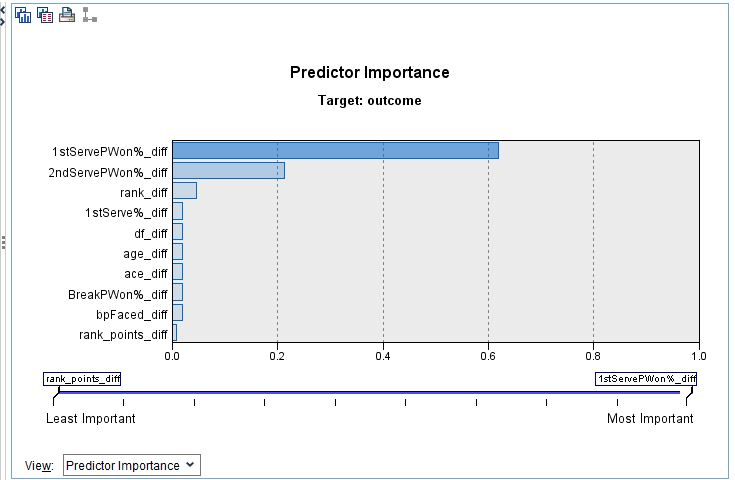 Predictor Importance
Target: outcome
1stServePWon%_diff
2ndServePWon%_diff
rank_diff
1stServe%_diff
df_diff
age_diff
ace_diff
BreakPWon%_diff
bpFaced_diff
rank_points_diff
0.0 0.2 0.4 0.6 0.8 1.0
rank_points_diff 1stServePWon%_diff
Least Important Most Important
View: Predictor Importance